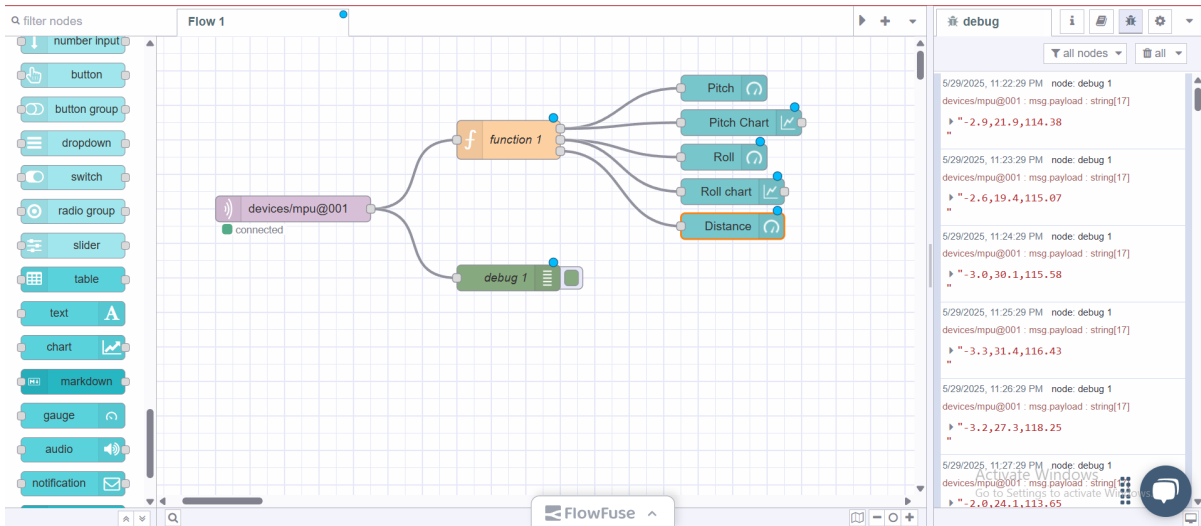 filter nodes
Flow 1
debug
i
all nodes
all
number input
button
button group
dropdown
switch
radio group
slider
table
text
A
chart
markdown
gauge
audio
notification
devices/mpu@001
connected
f
function 1
debug 1
Pitch
Pitch Chart
Roll
Roll chart
Distance
5/29/2025, 11:22:29 PM node: debug 1
devices/mpu@001 : msg.payload : string[17]
"-2.9,21.9,114.38
"
5/29/2025, 11:23:29 PM node: debug 1
devices/mpu@001 : msg.payload : string[17]
"-2.6,19.4,115.07
"
5/29/2025, 11:24:29 PM node: debug 1
devices/mpu@001 : msg.payload : string[17]
"-3.0,30.1,115.58
"
5/29/2025, 11:25:29 PM node: debug 1
devices/mpu@001 : msg.payload : string[17]
"-3.3,31.4,116.43
"
5/29/2025, 11:26:29 PM node: debug 1
devices/mpu@001 : msg.payload : string[17]
"-3.2,27.3,118.25
"
5/29/2025, 11:27:29 PM node: debug 1
devices/mpu@001 : msg.payload : string[17]
"-2.0,24.1,113.65
Activate Windows
Go to Settings to activate Windows.
FlowFuse